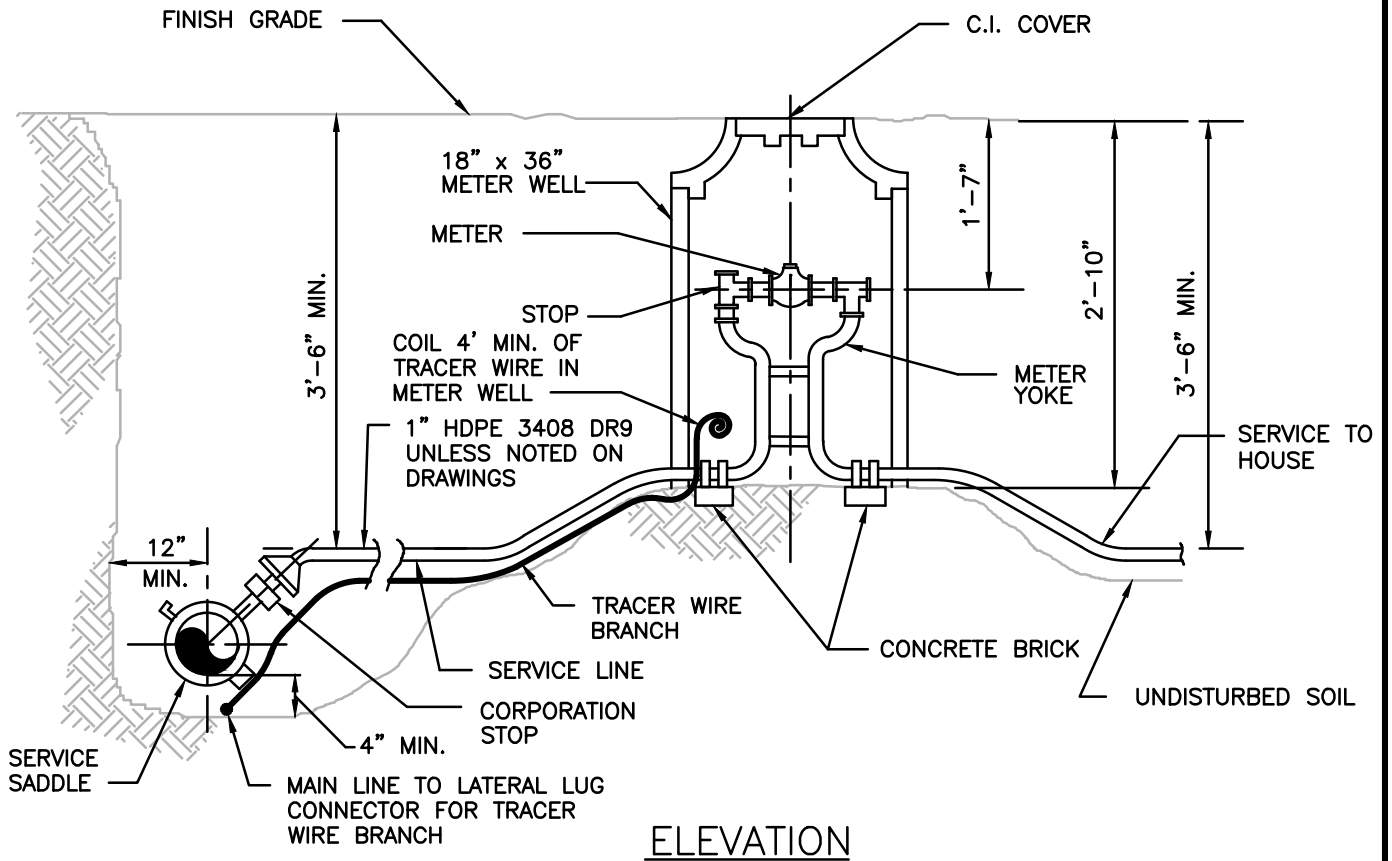 FINISH GRADE
C.I. COVER
18" x 36"
METER WELL
METER
STOP
COIL 4' MIN. OF
TRACER WIRE IN
METER WELL
1" HDPE 3408 DR9
UNLESS NOTED ON
DRAWINGS
3'-6" MIN.
1'-7"
2'-10"
3'-6" MIN.
METER
YOKE
SERVICE TO
HOUSE
12"
MIN.
TRACER WIRE
BRANCH
SERVICE LINE
CORPORATION
STOP
CONCRETE BRICK
UNDISTURBED SOIL
4" MIN.
SERVICE
SADDLE
MAIN LINE TO LATERAL LUG
CONNECTOR FOR TRACER
WIRE BRANCH
ELEVATION